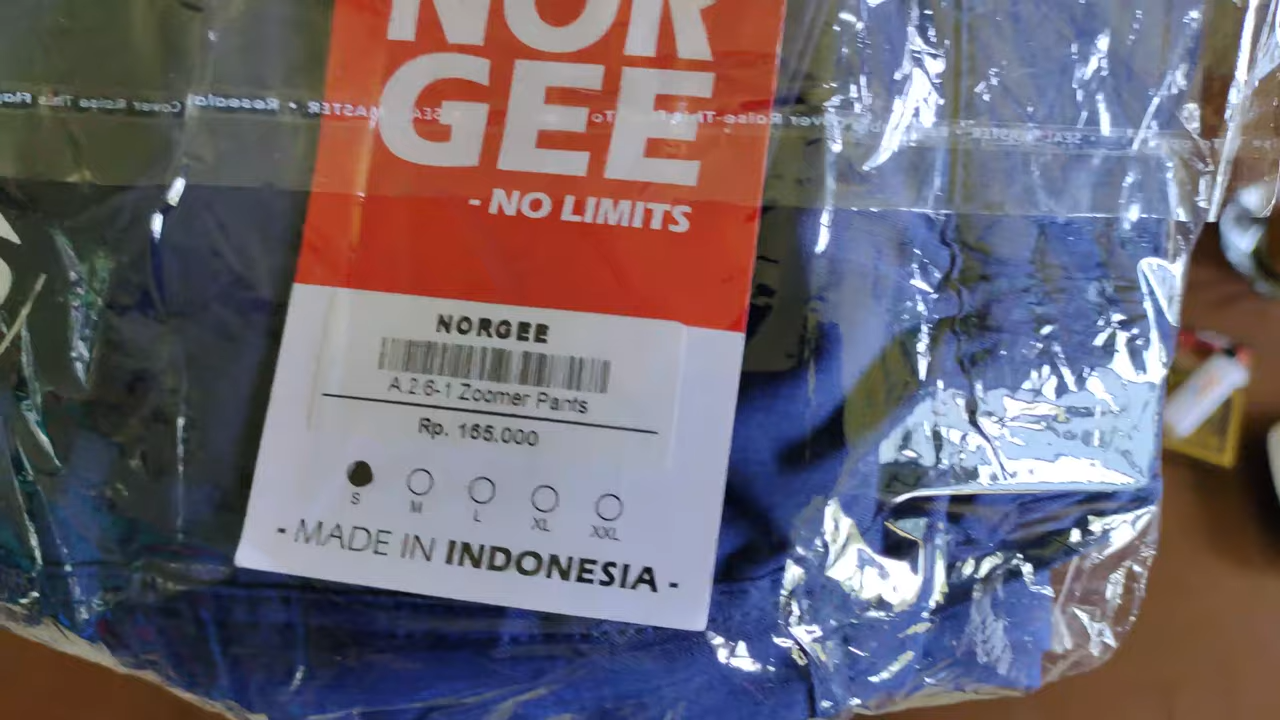 NOR
GEE
- NO LIMITS
NORGEE
A.2.6-1 Zoomer Pants
Rp. 165.000
S M L XL XXL
- MADE IN INDONESIA -